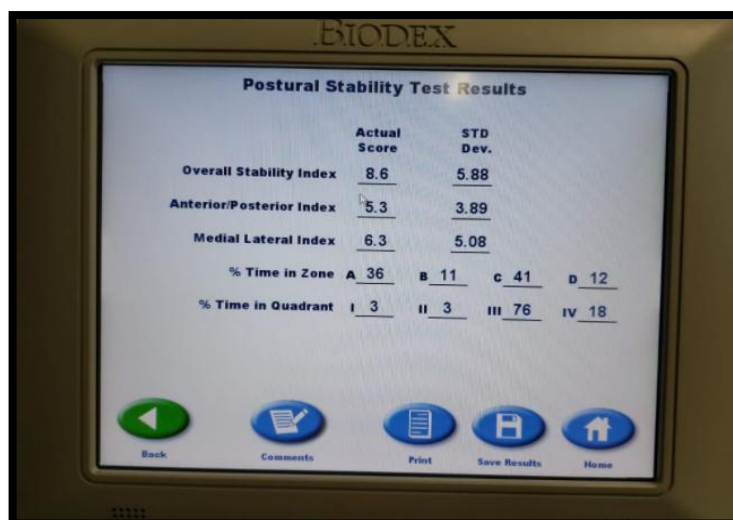 BIODEX
Postural Stability Test Results
Actual Score STD Dev.
Overall Stability Index 8.6 5.88
Anterior/Posterior Index 5.3 3.89
Medial Lateral Index 6.3 5.08
% Time in Zone A 36 B 11 C 41 D 12
% Time in Quadrant I 3 II 3 III 76 IV 18
Back Comments Print Save Results Home